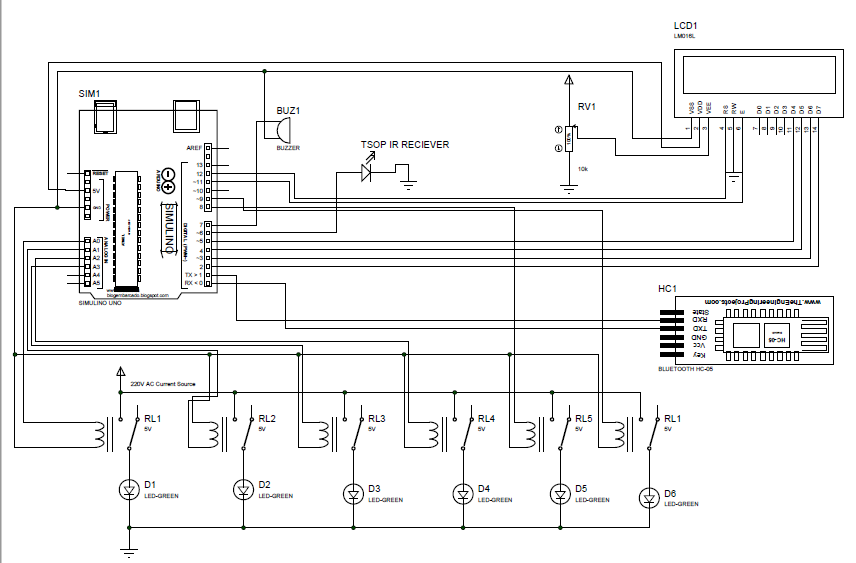 LCD1
LM016L
VSS
VDD
VEE
RS
RW
E
D0
D1
D2
D3
D4
D5
D6
D7
1
2
3
4
5
6
7
8
9
10
11
12
13
14
SIM1
BUZ1
BUZZER
TSOP IR RECIEVER
RV1
10k
AREF
13
12
~11
~10
~9
8
7
~6
~5
4
~3
2
TX > 1
RX < 0
RESET
5V
GND
POWER
A0
A1
A2
A3
A4
A5
ANALOG IN
ARDUINO
SIMULINO
DIGITAL (PWM~)
blogembarcado.blogspot.com
SIMULINO UNO
HC1
www.TheEngineeringProjects.com
State
RXD
TXD
GND
Vcc
Key
HC-05
BLUETOOTH HC-05
220V AC Current Source
RL1
5V
RL2
5V
RL3
5V
RL4
5V
RL5
5V
RL1
5V
D1
LED-GREEN
D2
LED-GREEN
D3
LED-GREEN
D4
LED-GREEN
D5
LED-GREEN
D6
LED-GREEN